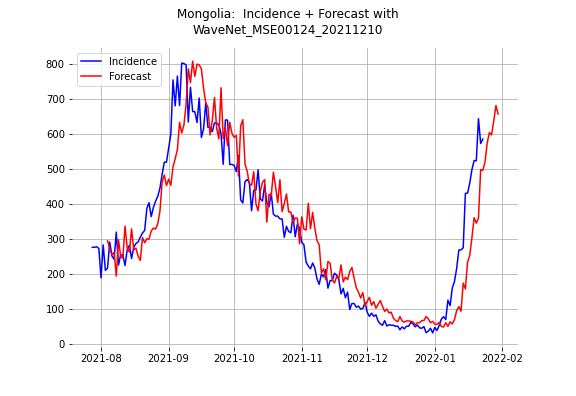 Mongolia:  Incidence + Forecast with
WaveNet_MSE00124_20211210
Incidence
Forecast
800
700
600
500
400
300
200
100
0
2021-08 2021-09 2021-10 2021-11 2021-12 2022-01 2022-02